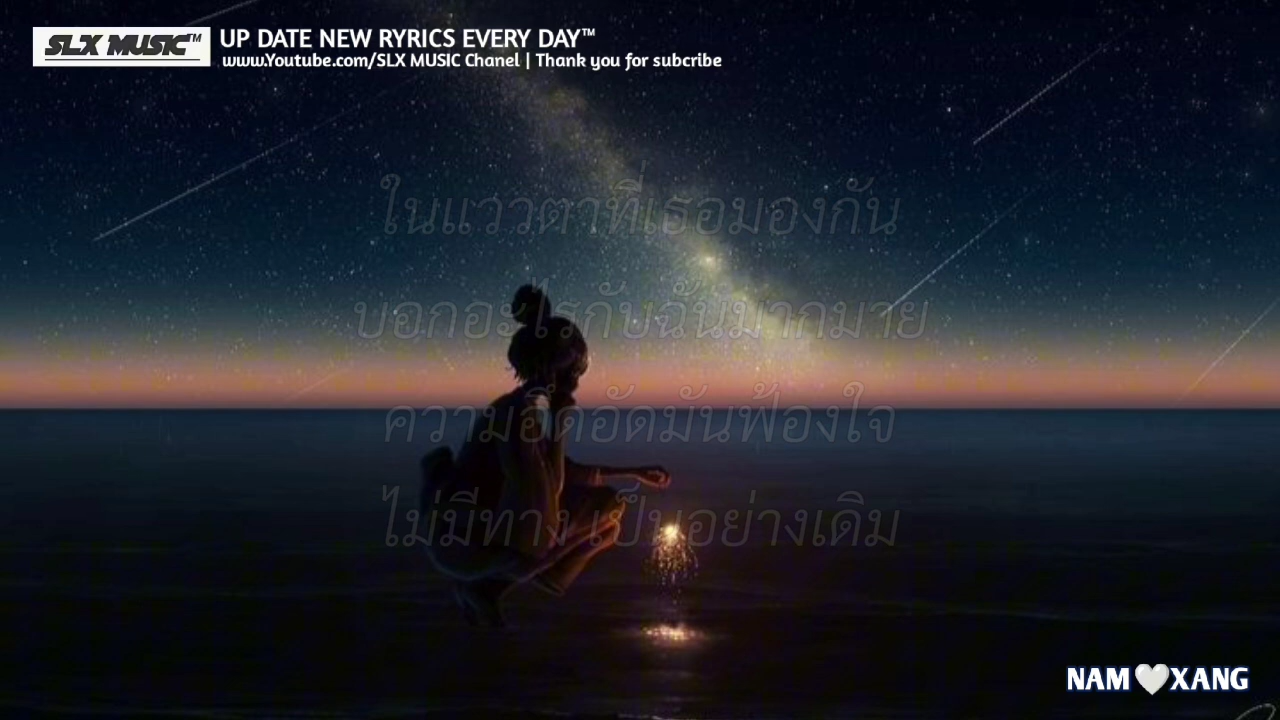 SLX MUSIC™
UP DATE NEW RYRICS EVERY DAY™
www.Youtube.com/SLX MUSIC Chanel | Thank you for subcribe
ในแววตาที่เธอมองกัน
บอกอะไรกับฉันมากมาย
ความอึดอัดมันฟ้องใจ
ไม่มีทาง เป็นอย่างเดิม
NAM🤍XANG